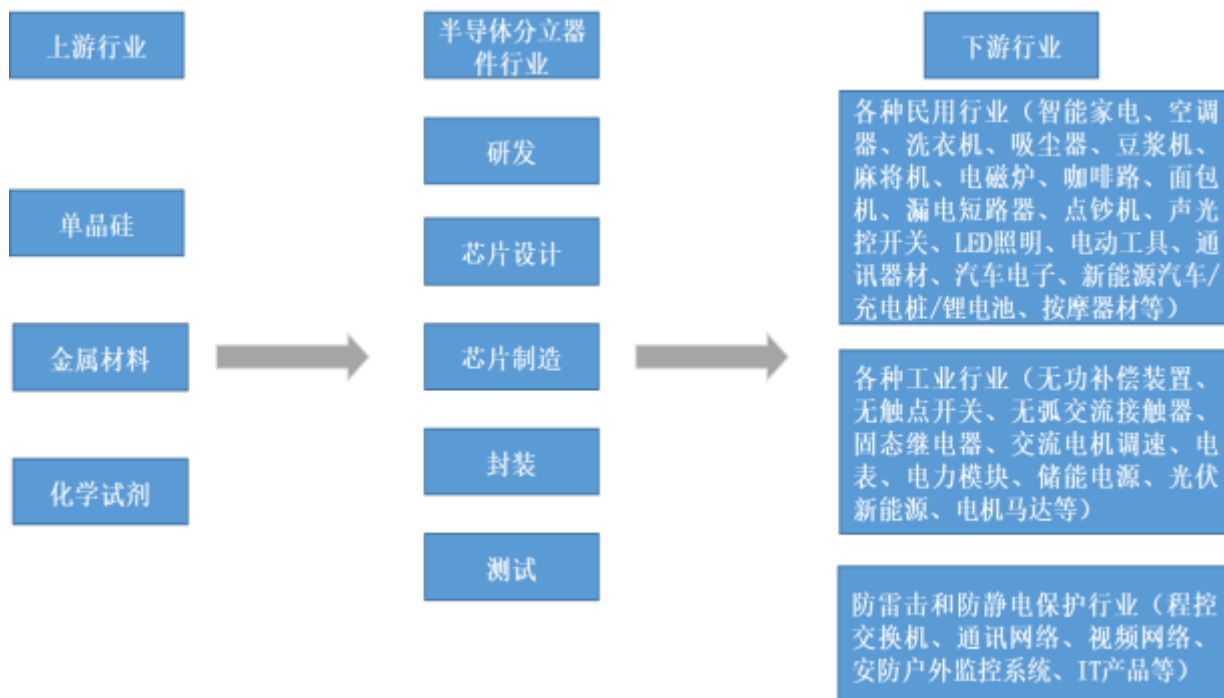 上游行业
单品硅
金属材料
化学试剂
半导体分立器
件行业
研发
芯片设计
芯片制造
封装
测试
下游行业
各种民用行业（智能家电、空调
器、洗衣机、吸尘器、豆浆机、
麻将机、电磁炉、咖啡路、面包
机、漏电短路器、点钞机、声光
控开关、LED照明、电动工具、通
讯器材、汽车电子、新能源汽车/
充电桩/锂电池、按摩器材等）
各种工业行业（无功补偿装置、
无触点开关、无弧交流接触器、
固态继电器、交流电机调速、电
表、电力模块、储能电源、光伏
新能源、电机马达等）
防雷击和防静电保护行业（程控
交换机、通讯网络、视频网络、
安防户外监控系统、IT产品等）